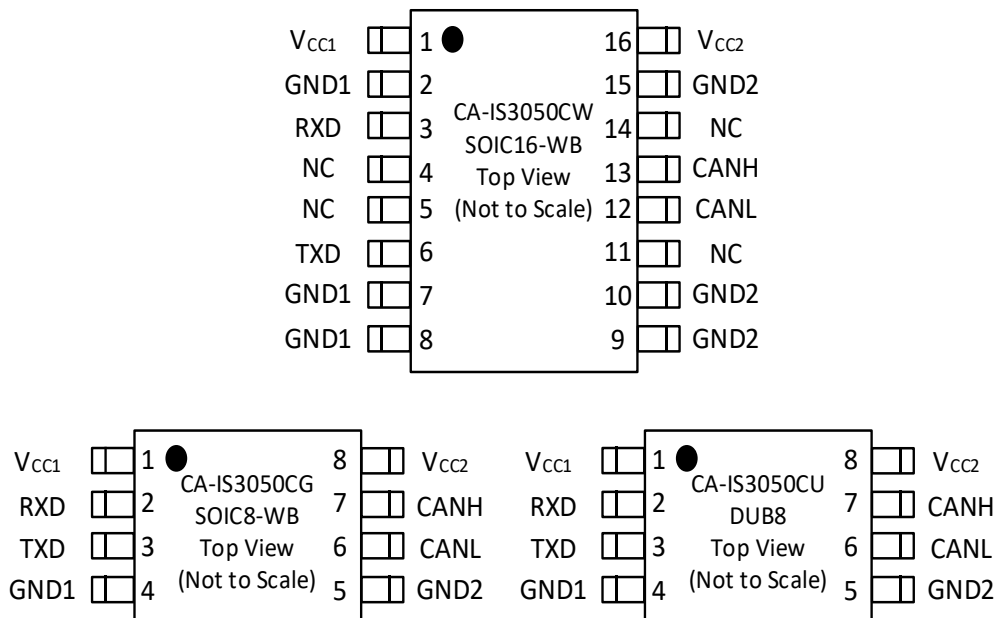 VCC1 1 16 VCC2
GND1 2 15 GND2
RXD 3 CA-IS3050CW 14 NC
SOIC16-WB
NC 4 Top View 13 CANH
NC 5 (Not to Scale) 12 CANL
TXD 6 11 NC
GND1 7 10 GND2
GND1 8 9 GND2
VCC1 1 8 VCC2
CA-IS3050CG
RXD 2 7 CANH
SOIC8-WB
TXD 3 Top View 6 CANL
GND1 4 (Not to Scale) 5 GND2
VCC1 1 8 VCC2
CA-IS3050CU
RXD 2 7 CANH
DUB8
TXD 3 Top View 6 CANL
GND1 4 (Not to Scale) 5 GND2